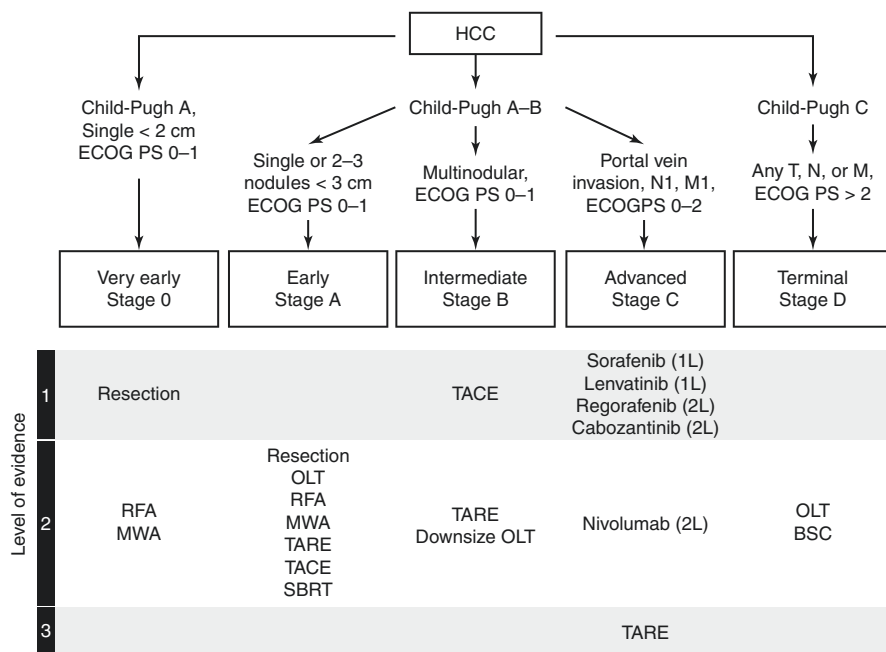 HCC
Child-Pugh A,
Single < 2 cm
ECOG PS 0–1
Child-Pugh A–B
Child-Pugh C
Single or 2–3
nodules < 3 cm
ECOG PS 0–1
Multinodular,
ECOG PS 0–1
Portal vein
invasion, N1, M1,
ECOGPS 0–2
Any T, N, or M,
ECOG PS > 2
Very early
Stage 0
Early
Stage A
Intermediate
Stage B
Advanced
Stage C
Terminal
Stage D
Level of evidence
1
Resection
TACE
Sorafenib (1L)
Lenvatinib (1L)
Regorafenib (2L)
Cabozantinib (2L)
2
RFA
MWA
Resection
OLT
RFA
MWA
TARE
TACE
SBRT
TARE
Downsize OLT
Nivolumab (2L)
OLT
BSC
3
TARE